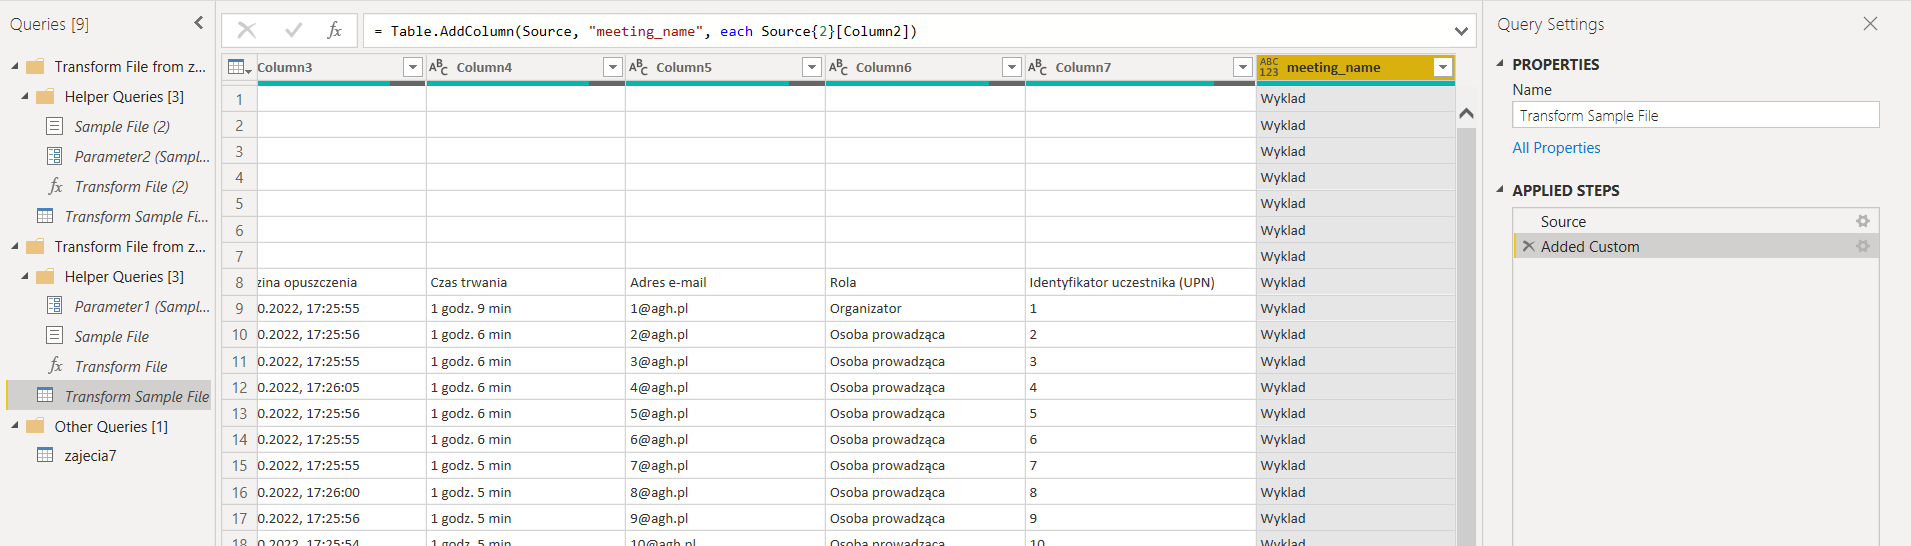 Queries [9]
Transform File from z...
Helper Queries [3]
Sample File (2)
Parameter2 (Sampl...
Transform File (2)
Transform Sample Fi...
Transform File from z...
Helper Queries [3]
Parameter1 (Sampl...
Sample File
fx Transform File
Transform Sample File
Other Queries [1]
zajecia7
fx = Table.AddColumn(Source, "meeting_name", each Source{2}[Column2])
Column3 ABC Column4 ABC Column5 ABC Column6 ABC Column7 ABC 123 meeting_name
1 Wyklad
2 Wyklad
3 Wyklad
4 Wyklad
5 Wyklad
6 Wyklad
7 Wyklad
8 zina opuszczenia Czas trwania Adres e-mail Rola Identyfikator uczestnika (UPN) Wyklad
9 0.2022, 17:25:55 1 godz. 9 min 1@agh.pl Organizator 1 Wyklad
10 0.2022, 17:25:56 1 godz. 6 min 2@agh.pl Osoba prowadząca 2 Wyklad
11 0.2022, 17:25:55 1 godz. 6 min 3@agh.pl Osoba prowadząca 3 Wyklad
12 0.2022, 17:26:05 1 godz. 6 min 4@agh.pl Osoba prowadząca 4 Wyklad
13 0.2022, 17:25:56 1 godz. 6 min 5@agh.pl Osoba prowadząca 5 Wyklad
14 0.2022, 17:25:55 1 godz. 6 min 6@agh.pl Osoba prowadząca 6 Wyklad
15 0.2022, 17:25:55 1 godz. 5 min 7@agh.pl Osoba prowadząca 7 Wyklad
16 0.2022, 17:26:00 1 godz. 5 min 8@agh.pl Osoba prowadząca 8 Wyklad
17 0.2022, 17:25:56 1 godz. 5 min 9@agh.pl Osoba prowadząca 9 Wyklad
18 0.2022, 17:25:54 1 godz. 5 min 10@agh.pl Osoba prowadząca 10 Wyklad
Query Settings
PROPERTIES
Name
Transform Sample File
All Properties
APPLIED STEPS
Source
Added Custom